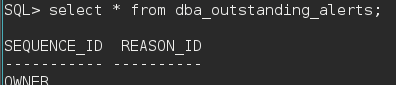 SQL> select * from dba_outstanding_alerts;
SEQUENCE_ID  REASON_ID
----------- ----------
OWNER